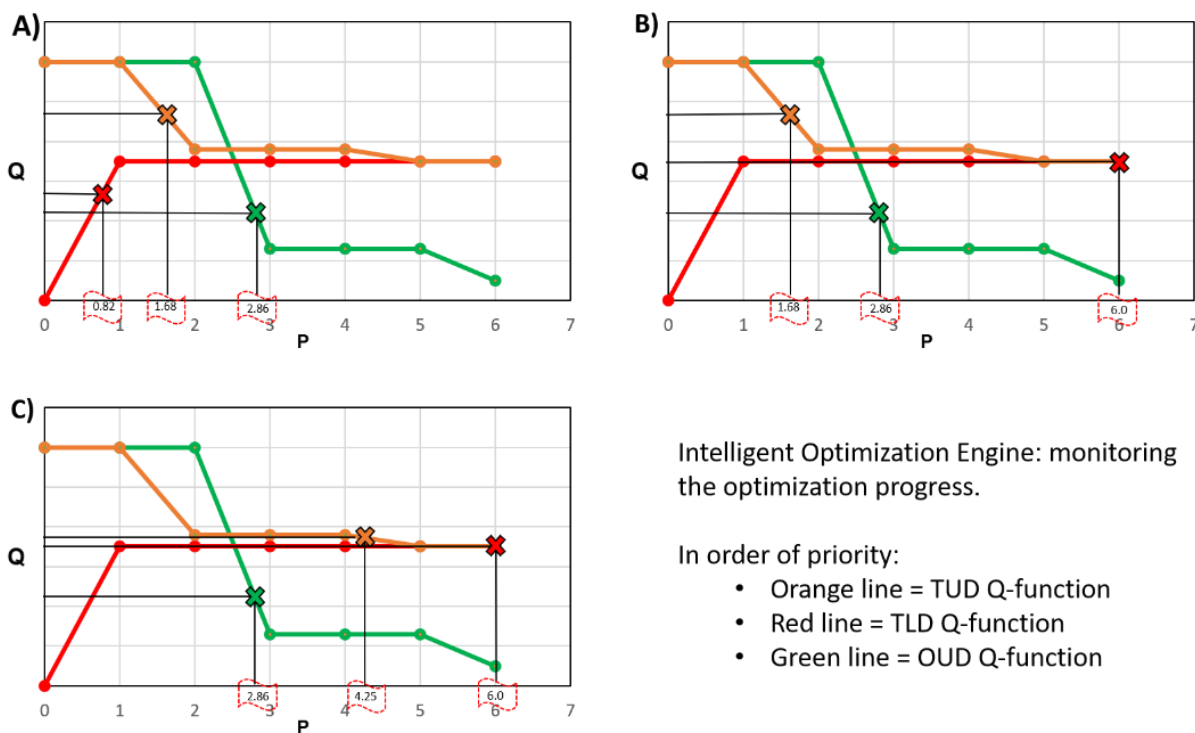 A)
Q
0.82
1.68
2.86
0 1 2 3 4 5 6 7
P
B)
Q
1.68
2.86
6.0
0 1 2 3 4 5 6 7
P
C)
Q
2.86
4.25
6.0
0 1 2 3 4 5 6 7
P
Intelligent Optimization Engine: monitoring
the optimization progress.
In order of priority:
• Orange line = TUD Q-function
• Red line = TLD Q-function
• Green line = OUD Q-function